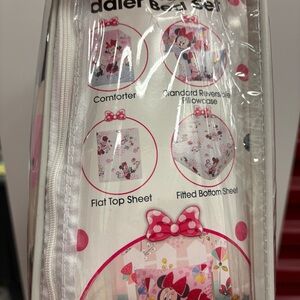 ddler Bed Set
Comforter
Standard Reversible
Pillowcase
Flat Top Sheet
Fitted Bottom Sheet